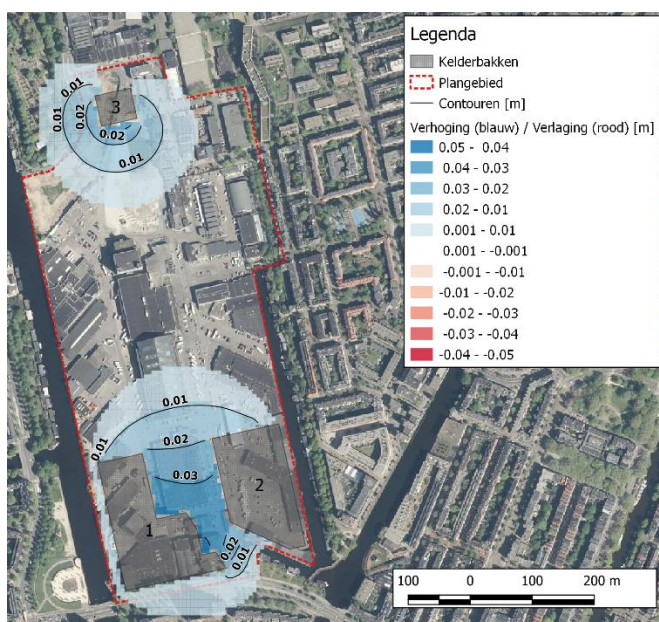 Legenda
Kelderbakken
Plangebied
Contouren [m]
Verhoging (blauw) / Verlaging (rood) [m]
0.05 - 0.04
0.04 - 0.03
0.03 - 0.02
0.02 - 0.01
0.001 - 0.01
0.001 - -0.001
-0.001 - -0.01
-0.01 - -0.02
-0.02 - -0.03
-0.03 - -0.04
-0.04 - -0.05
0.01
0.01
0.02
3
0.02
0.01
0.01
0.01
0.02
0.03
2
1
0.02
0.01
100 0 100 200 m